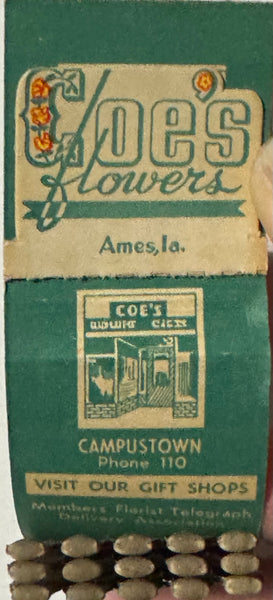 Coe's
flowers
Ames, Ia.
COE'S
CAMPUSTOWN
Phone 110
VISIT OUR GIFT SHOPS
Members Florist Telegraph
Delivery Association